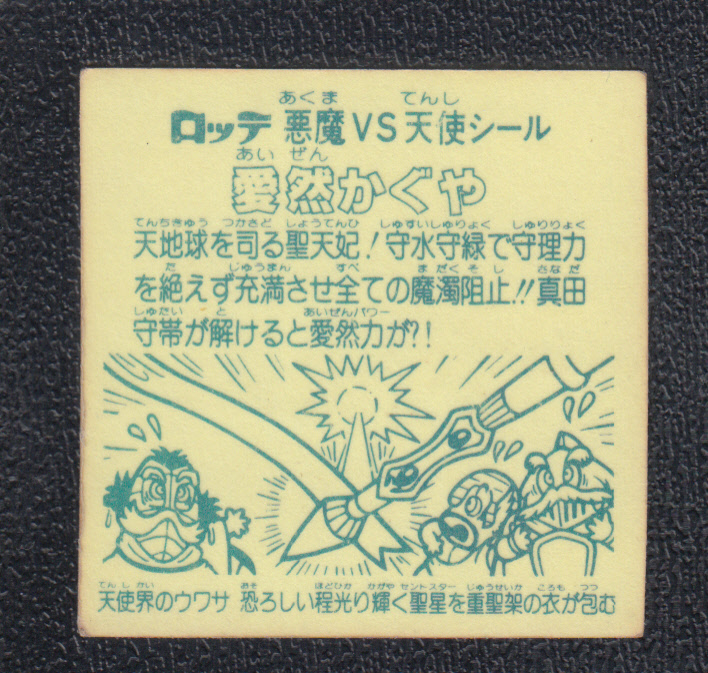 あくま てんし
ロッテ 悪魔VS天使シール
あい ぜん
愛然かぐや
てんちきゅう つかさど しょうてんひ しゅすいしゅりょく しゅりりょく
天地球を司る聖天妃!守水守緑で守理力
た じゅうまん すべ まだくそし さなだ
を絶えず充満させ全ての魔濁阻止!!真田
しゅたい と あいぜんパワー
守帯が解けると愛然力が?!
てんしかい おそ ほどひか かがや セントスター じゅうせいか ころも つつ
天使界のウワサ 恐ろしい程光り輝く聖星を重聖架の衣が包む